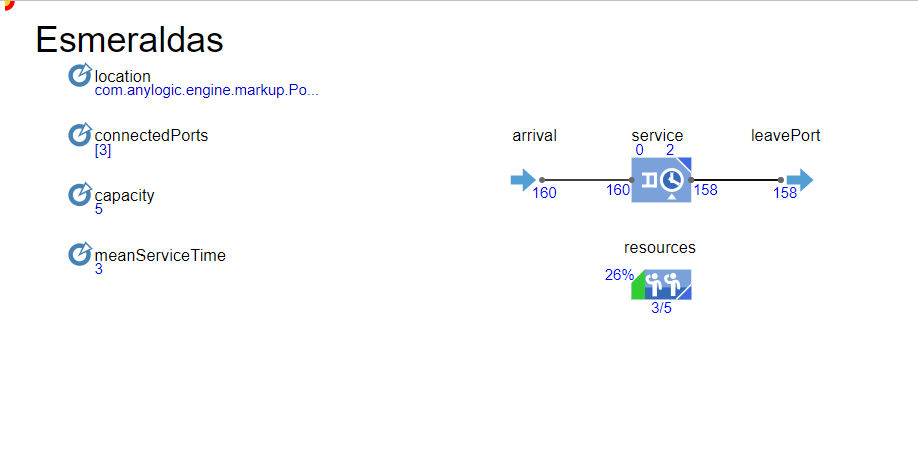 Esmeraldas
location
com.anylogic.engine.markup.Po...
connectedPorts
[3]
capacity
5
meanServiceTime
3
arrival
service
leavePort
0
2
160
160
158
158
resources
26%
3/5